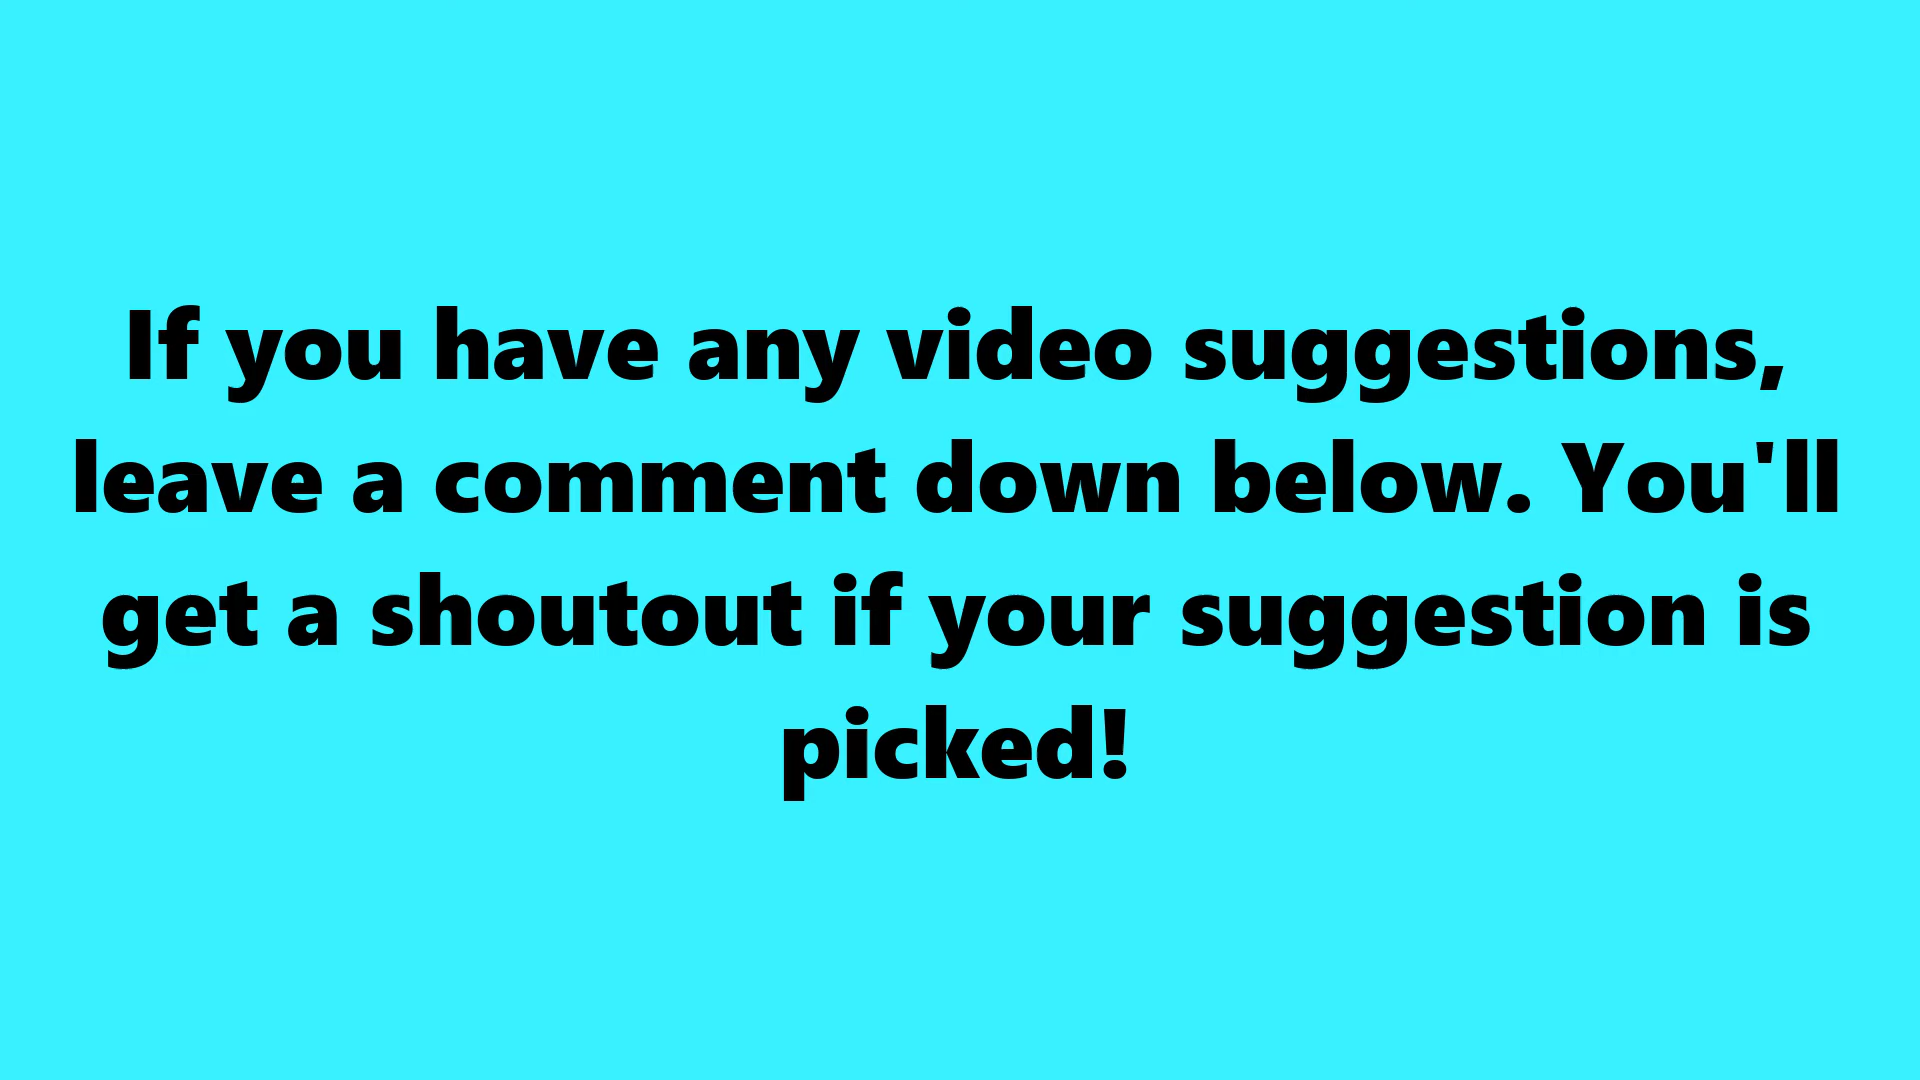 If you have any video suggestions,
leave a comment down below. You'll
get a shoutout if your suggestion is
picked!